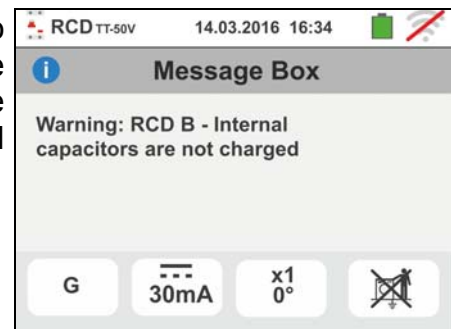 RCD TT-50V 14.03.2016 16:34
i Message Box
Warning: RCD B - Internal
capacitors are not charged
G 30mA x1 0°